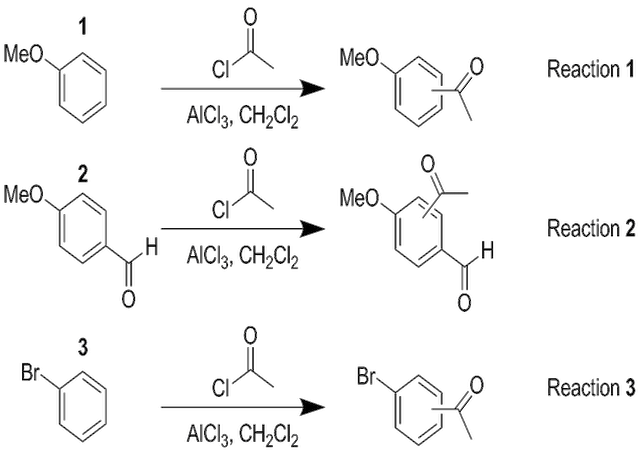 1
MeO
O
Cl
AlCl3, CH2Cl2
MeO
O
Reaction 1
2
MeO
H
O
O
Cl
AlCl3, CH2Cl2
O
MeO
H
O
Reaction 2
3
Br
O
Cl
AlCl3, CH2Cl2
Br
O
Reaction 3